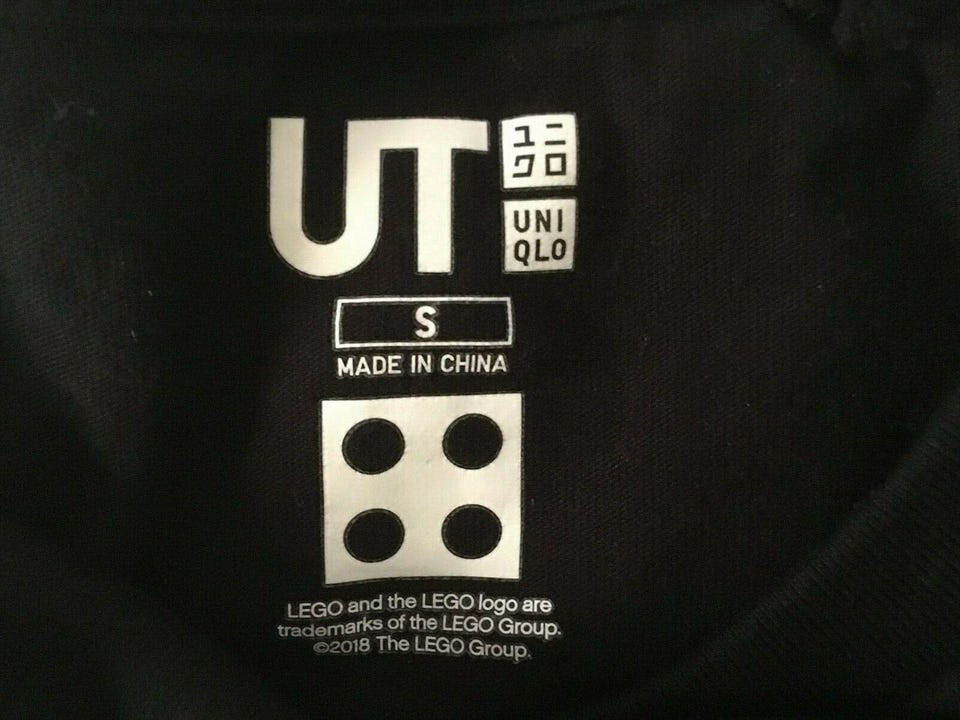 UT
ユニ
クロ
UNI
QLO
S
MADE IN CHINA
LEGO and the LEGO logo are
trademarks of the LEGO Group.
©2018 The LEGO Group.